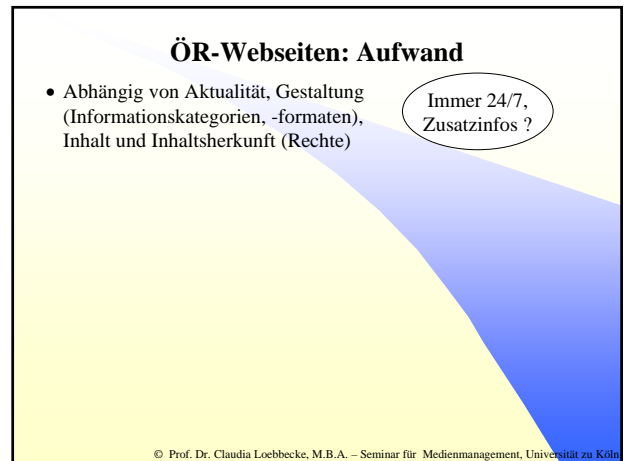 ÖR-Webseiten: Aufwand
• Abhängig von Aktualität, Gestaltung
(Informationskategorien, -formaten),
Inhalt und Inhaltsherkunft (Rechte)
Immer 24/7,
Zusatzinfos ?
© Prof. Dr. Claudia Loebbecke, M.B.A. – Seminar für Medienmanagement, Universität zu Köln